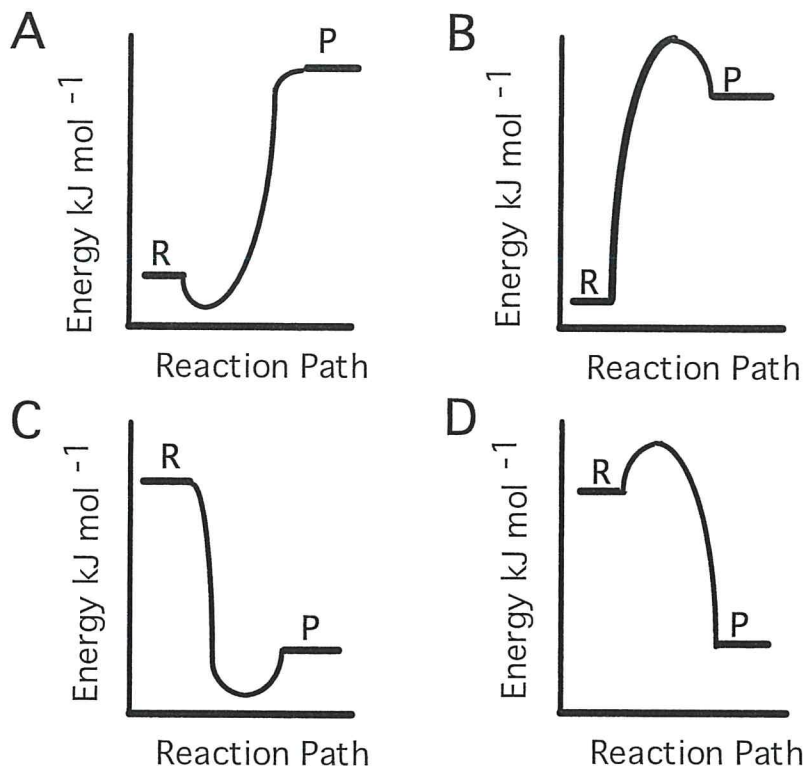 A
P
R
Energy kJ mol -1
Reaction Path
B
P
R
Energy kJ mol -1
Reaction Path
C
R
P
Energy kJ mol -1
Reaction Path
D
R
P
Energy kJ mol -1
Reaction Path